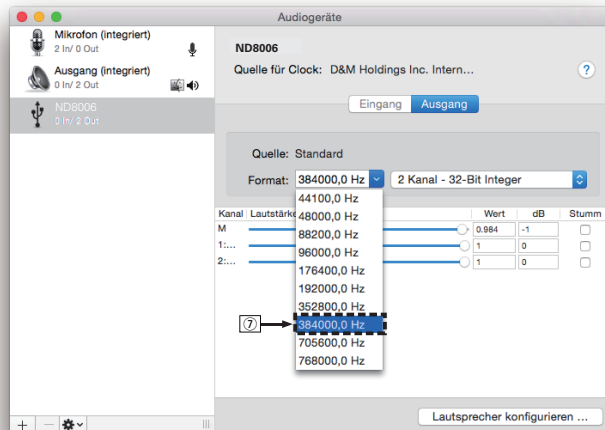 Audiogeräte
Mikrofon (integriert)
2 In/ 0 Out
Ausgang (integriert)
0 In/ 2 Out
ND8006
0 In/ 2 Out
ND8006
Quelle für Clock: D&M Holdings Inc. Intern...
?
Eingang Ausgang
Quelle: Standard
Format: 384000,0 Hz 2 Kanal - 32-Bit Integer
44100,0 Hz
48000,0 Hz
88200,0 Hz
96000,0 Hz
176400,0 Hz
192000,0 Hz
352800,0 Hz
⑦ 384000,0 Hz
705600,0 Hz
768000,0 Hz
Kanal Lautstärke Wert dB Stumm
M 0.984 -1
1:... 1 0
2:... 1 0
Lautsprecher konfigurieren ...